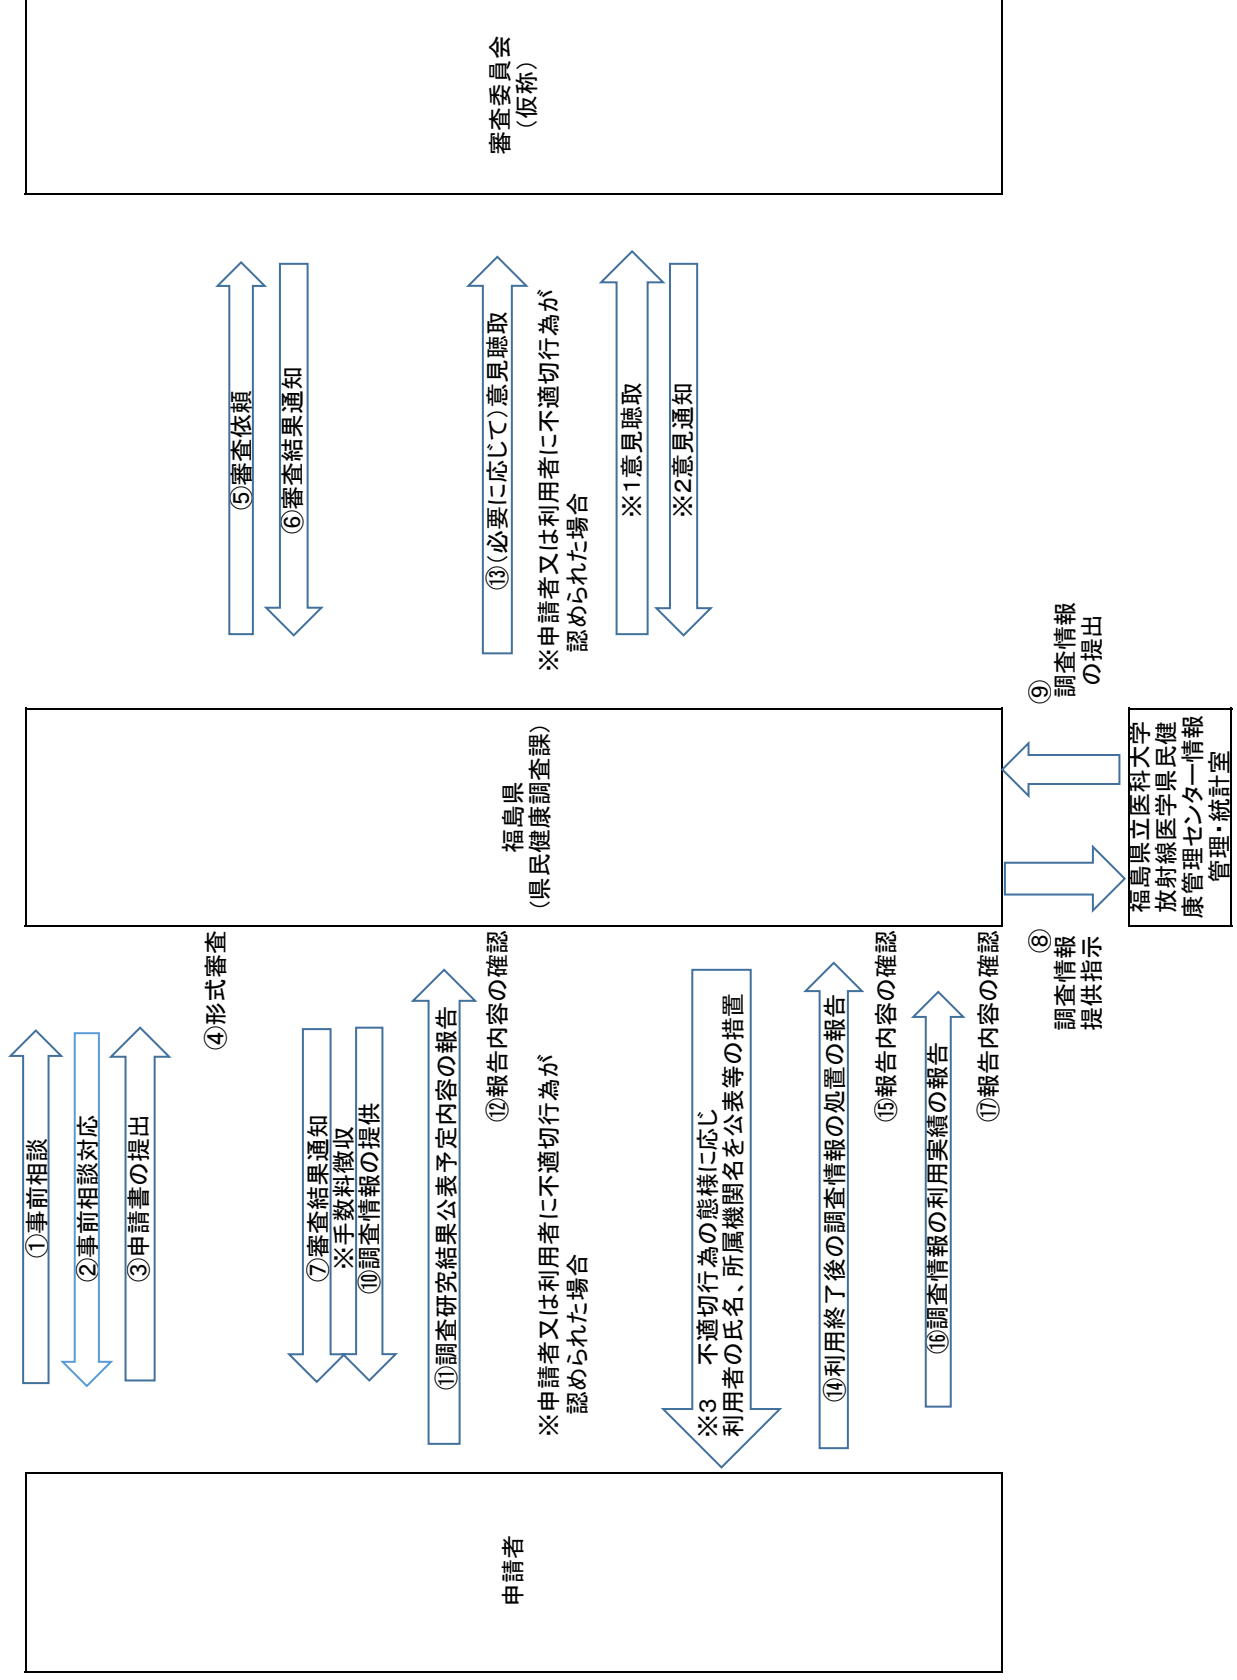 申請者
①事前相談
②事前相談対応
③申請書の提出
④形式審査
⑦審査結果通知
※手数料徴収
⑩調査情報の提供
⑪調査研究結果公表予定内容の報告
⑫報告内容の確認
※申請者又は利用者に不適切行為が
認められた場合
※3　不適切行為の態様に応じ
利用者の氏名、所属機関名を公表等の措置
⑭利用終了後の調査情報の処置の報告
⑮報告内容の確認
⑯調査情報の利用実績の報告
⑰報告内容の確認
福島県
（県民健康調査課）
⑧
調査情報
提供指示
⑨
調査情報
の提出
福島県立医科大学
放射線医学県民健
康管理センター情報
管理・統計室
⑤審査依頼
⑥審査結果通知
⑬（必要に応じて）意見聴取
※申請者又は利用者に不適切行為が
認められた場合
※1意見聴取
※2意見通知
審査委員会
（仮称）